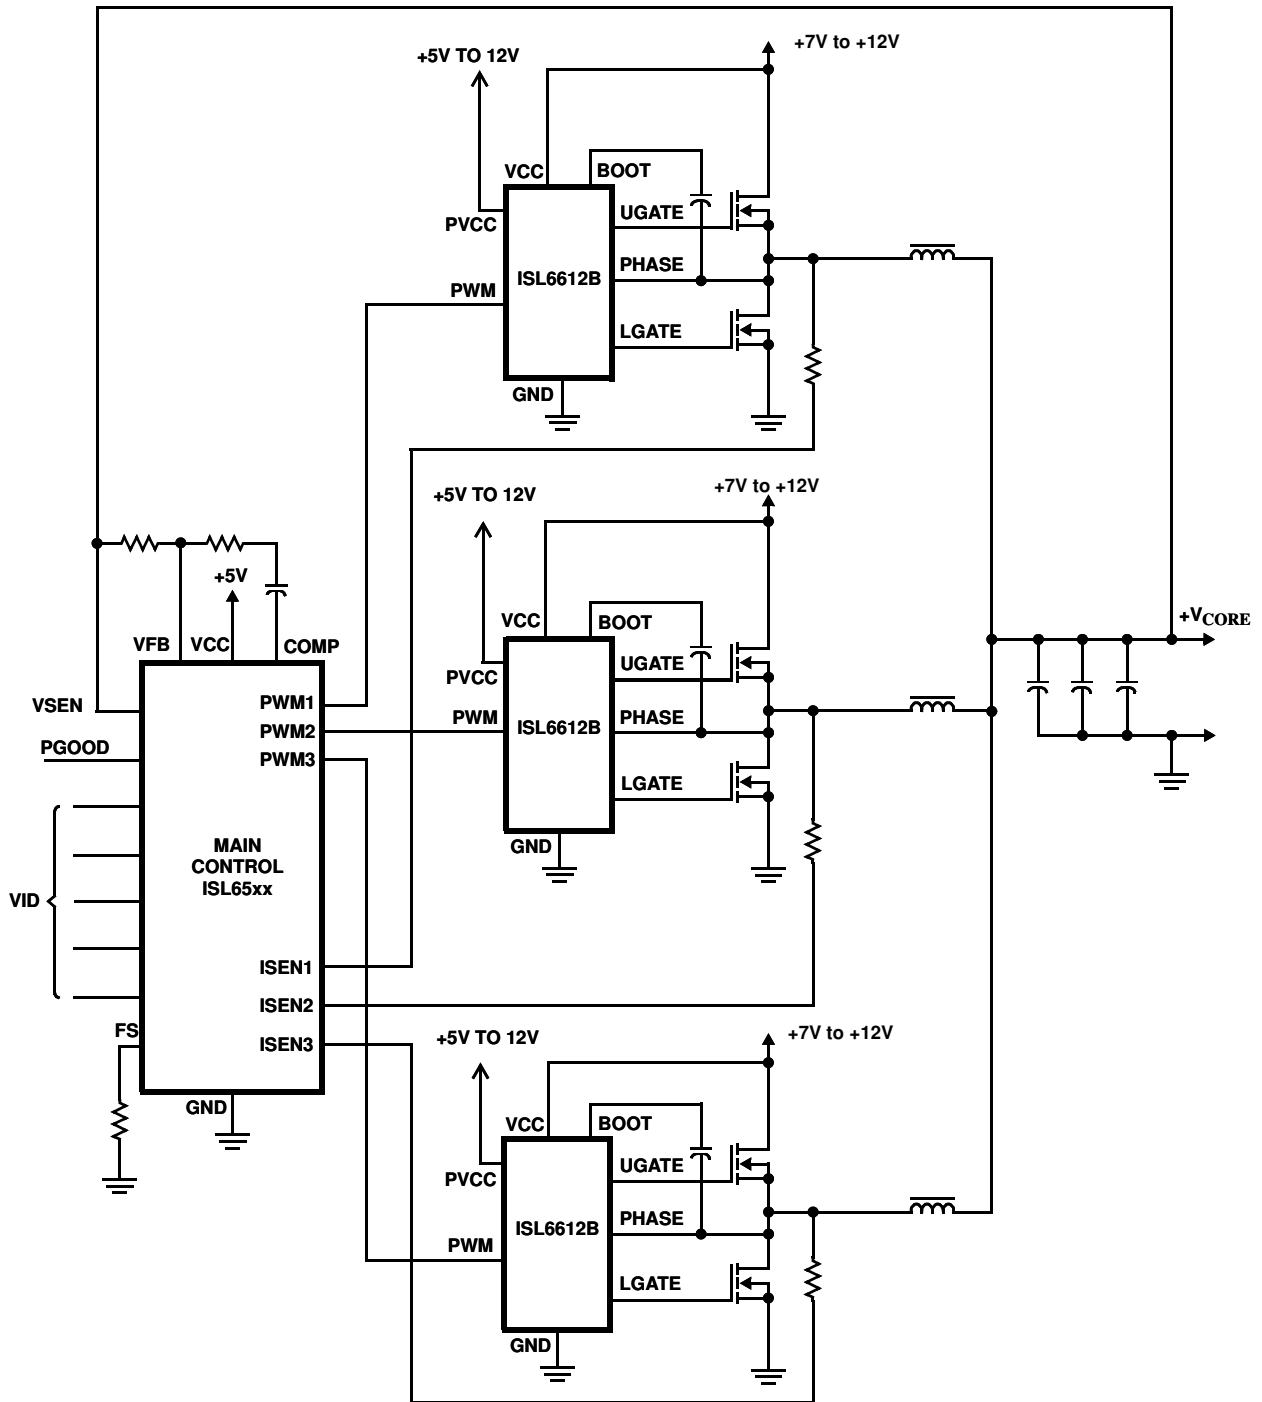 +7V to +12V
+5V TO 12V
VCC
BOOT
UGATE
PVCC
PHASE
ISL6612B
PWM
LGATE
GND
+7V to +12V
+5V TO 12V
+5V
VCC
BOOT
VFB
VCC
COMP
+VCORE
UGATE
PVCC
VSEN
PWM1
PWM
PHASE
ISL6612B
PWM2
PGOOD
PWM3
LGATE
MAIN
CONTROL
ISL65xx
GND
VID
ISEN1
ISEN2
FS
ISEN3
+5V TO 12V
+7V to +12V
GND
VCC
BOOT
UGATE
PVCC
PHASE
ISL6612B
PWM
LGATE
GND